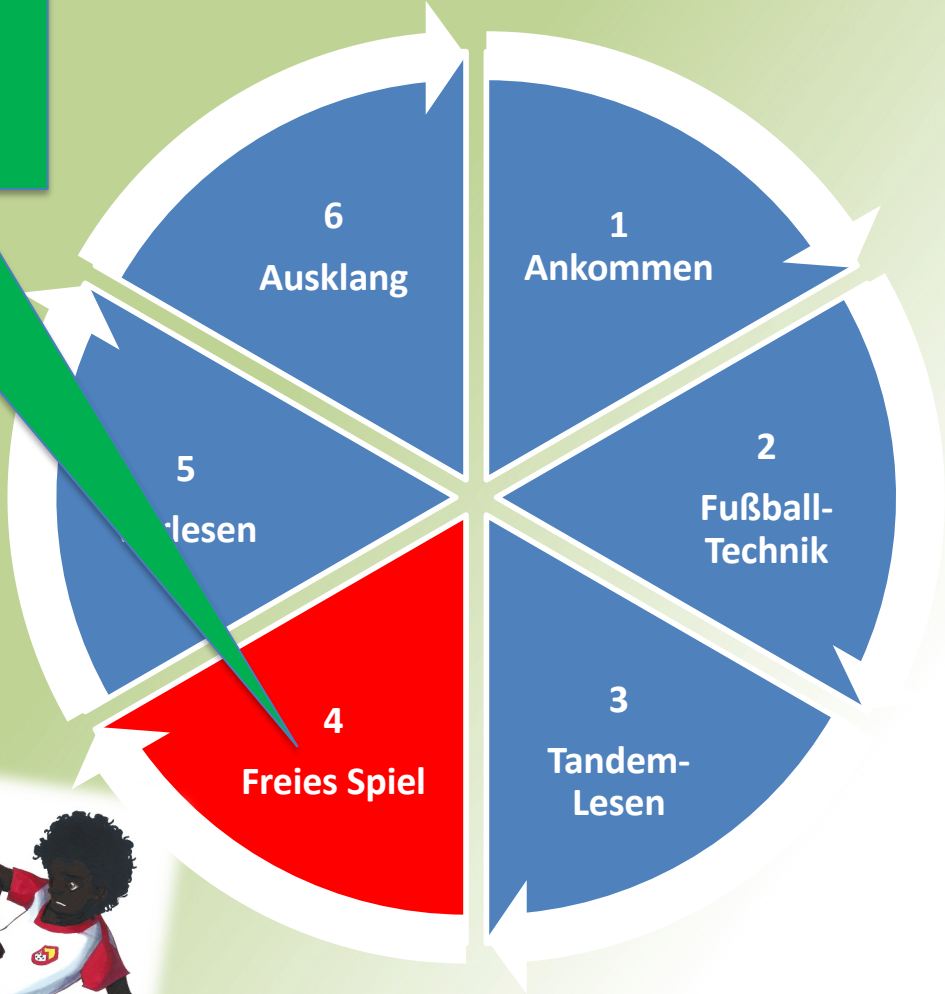 1
Ankommen
2
Fußball-
Technik
3
Tandem-
Lesen
4
Freies Spiel
5
6
Ausklang